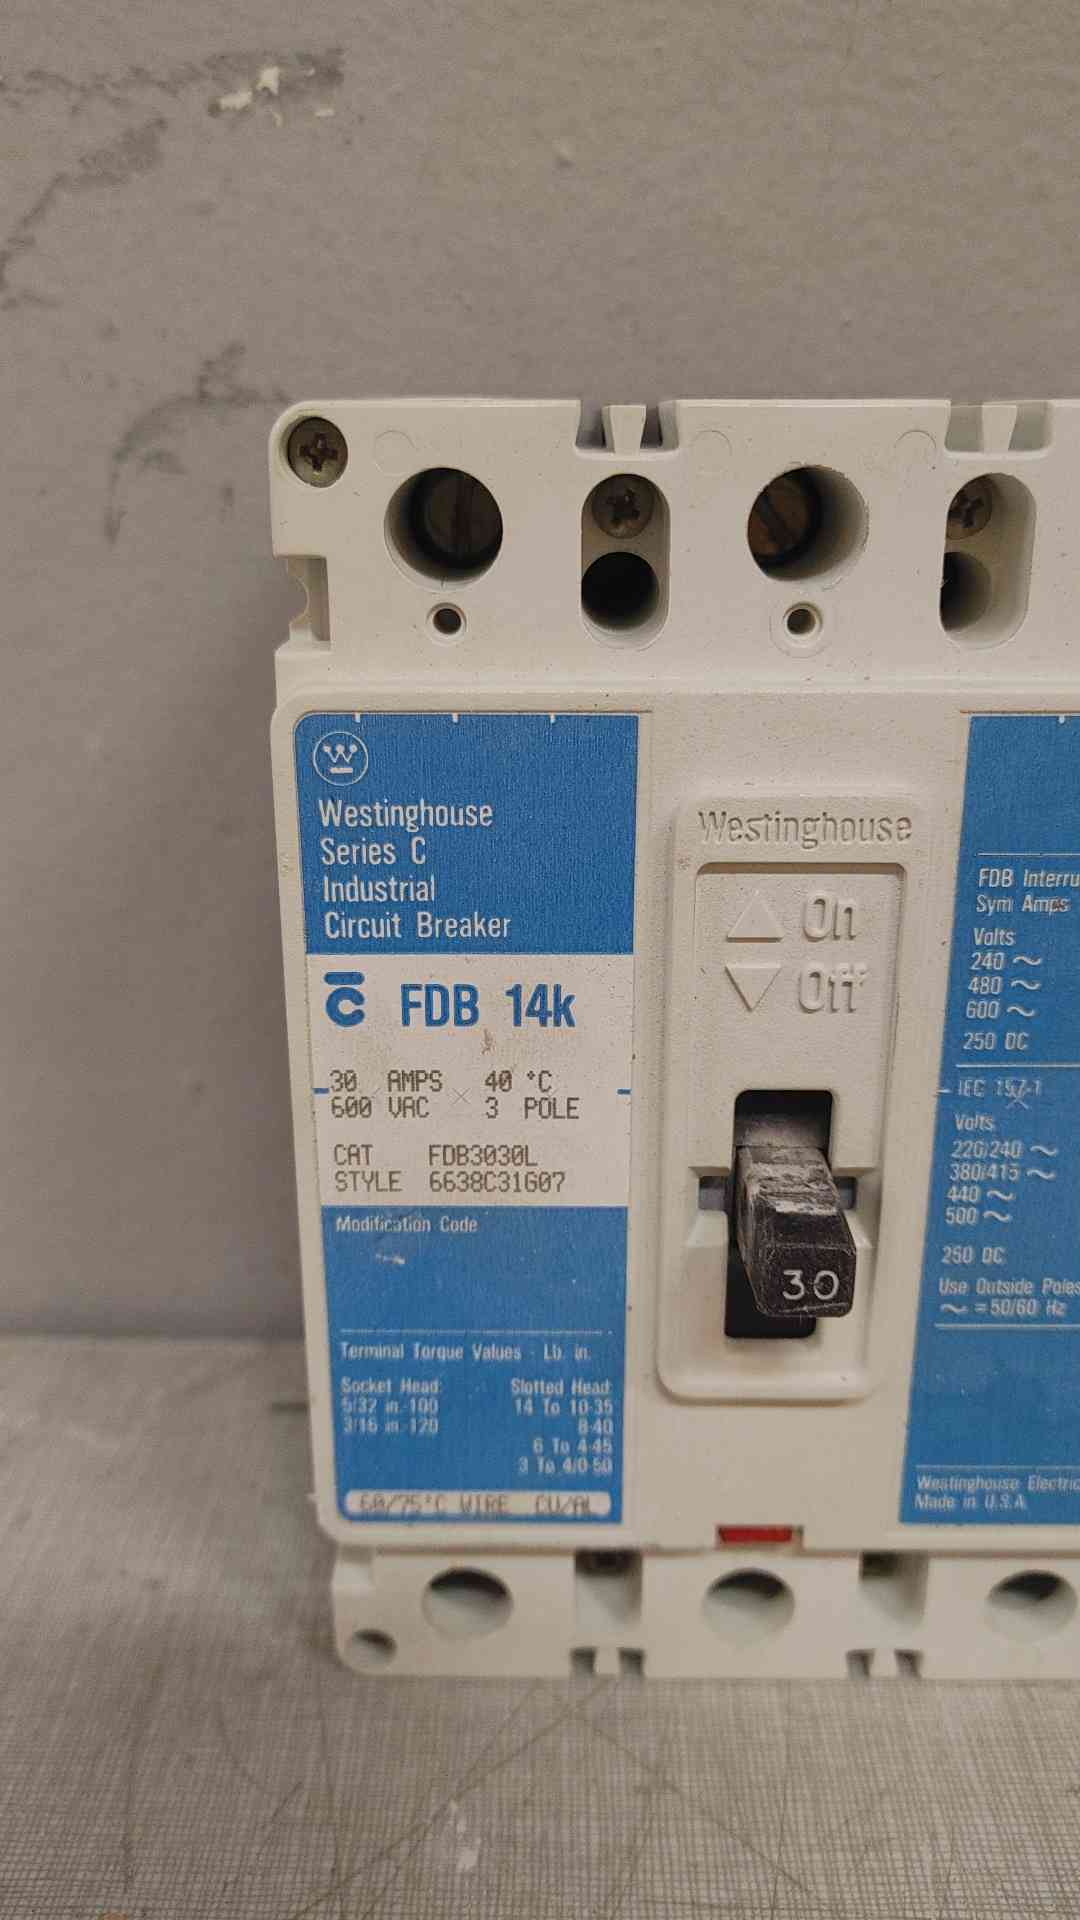 Westinghouse
Series C
Industrial
Circuit Breaker
FDB 14k
30 AMPS 40 °C
600 VAC 3 POLE
CAT FDB3030L
STYLE 6638C31G07
Modification Code
Terminal Torque Values - Lb. in.
Socket Head: Slotted Head:
5/32 in.-100 14 To 10-35
3/16 in.-120 8-40
6 To 4-45
3 To 4/0-50
60/75°C WIRE CU/AL
Westinghouse
On
Off
30
FDB Interru
Sym Amps
Volts
240 ~
480 ~
600 ~
250 DC
IEC 157-1
Volts
220/240 ~
380/415 ~
440 ~
500 ~
250 DC
Use Outside Poles
~ = 50/60 Hz
Westinghouse Electric
Made in U.S.A.